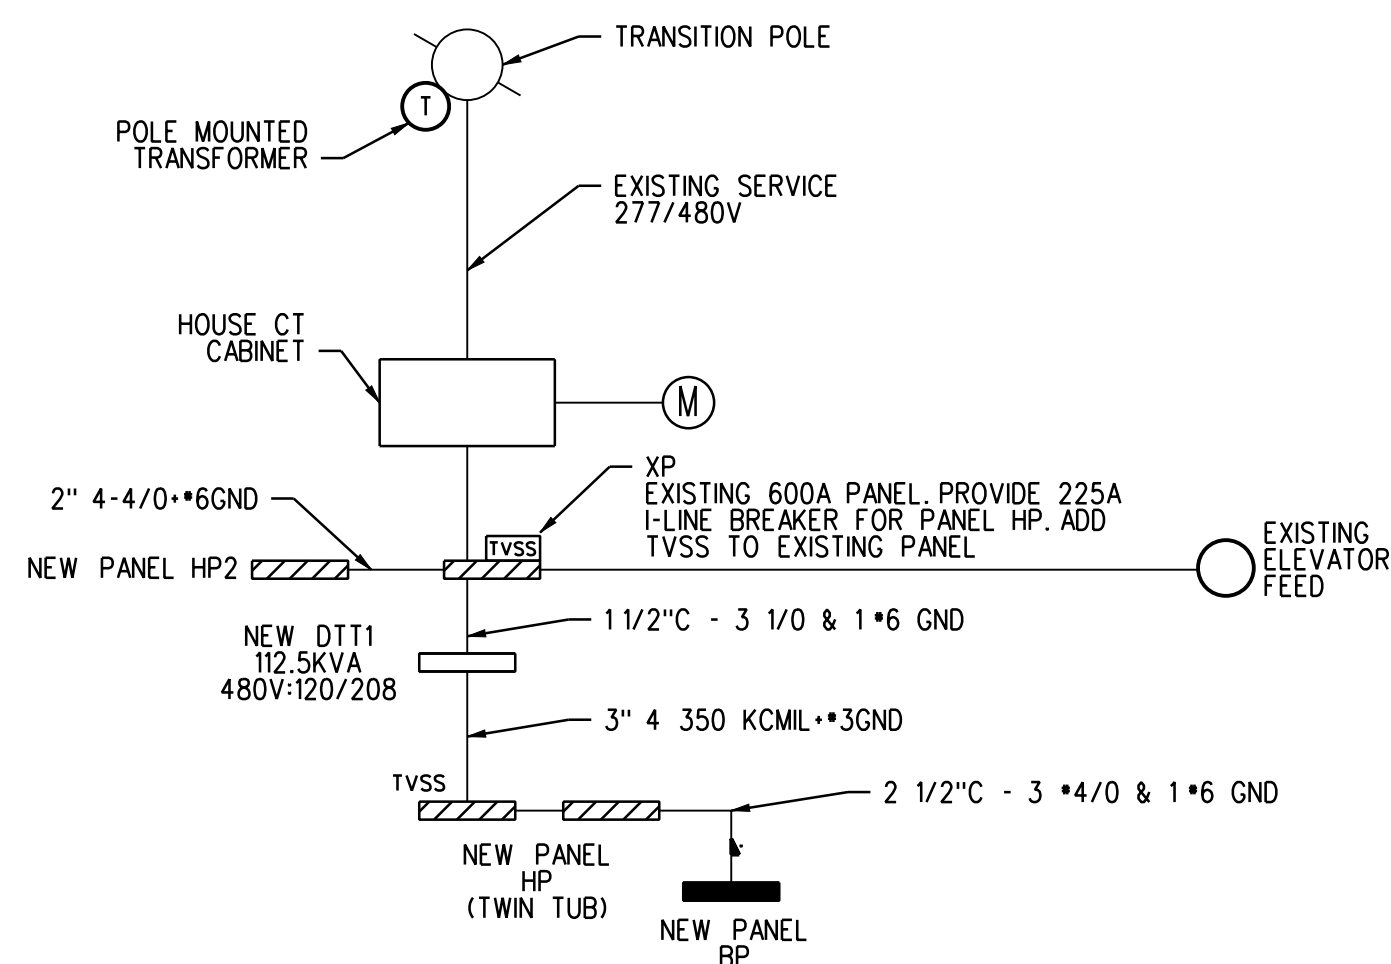 TRANSITION POLE
T
POLE MOUNTED
TRANSFORMER
EXISTING SERVICE
277/480V
HOUSE CT
CABINET
M
XP
EXISTING 600A PANEL. PROVIDE 225A
I-LINE BREAKER FOR PANEL HP. ADD
TVSS TO EXISTING PANEL
2" 4-4/0+#6GND
TVSS
NEW PANEL HP2
EXISTING
ELEVATOR
FEED
1 1/2"C - 3 1/0 & 1 #6 GND
NEW DTT1
112.5KVA
480V:120/208
3" 4 350 KCMIL+#3GND
TVSS
2 1/2"C - 3 #4/0 & 1 #6 GND
NEW PANEL
HP
(TWIN TUB)
NEW PANEL